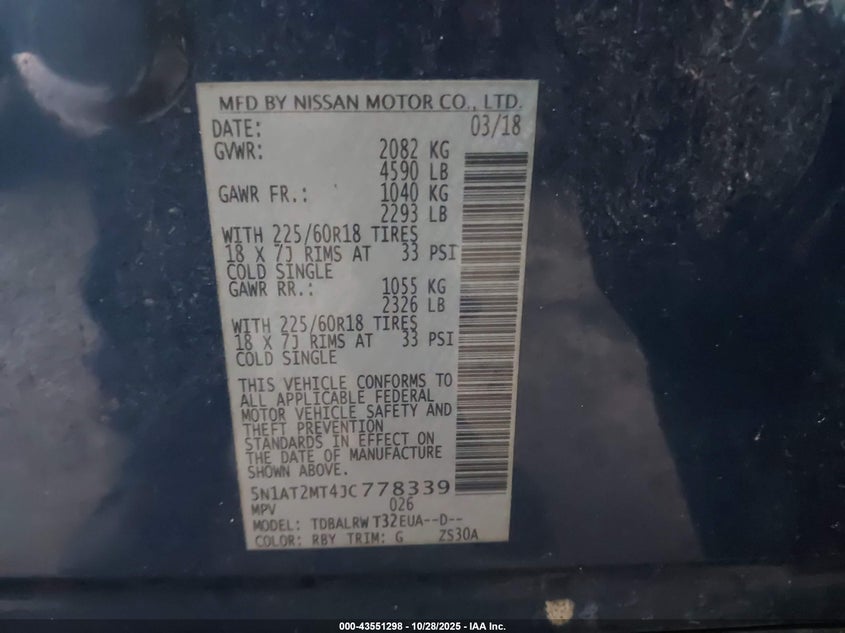 MFD BY NISSAN MOTOR CO., LTD.
DATE: 03/18
GVWR: 2082 KG
4590 LB
GAWR FR.: 1040 KG
2293 LB
WITH 225/60R18 TIRES
18 X 7J RIMS AT 33 PSI
COLD SINGLE
GAWR RR.: 1055 KG
2326 LB
WITH 225/60R18 TIRES
18 X 7J RIMS AT 33 PSI
COLD SINGLE
THIS VEHICLE CONFORMS TO
ALL APPLICABLE FEDERAL
MOTOR VEHICLE SAFETY AND
THEFT PREVENTION
STANDARDS IN EFFECT ON
THE DATE OF MANUFACTURE
SHOWN ABOVE.
5N1AT2MT4JC778339
MPV 026
MODEL: TDBALRW T32EUA--D--
COLOR: RBY TRIM: G ZS30A
000-43551298 - 10/28/2025 - IAA Inc.